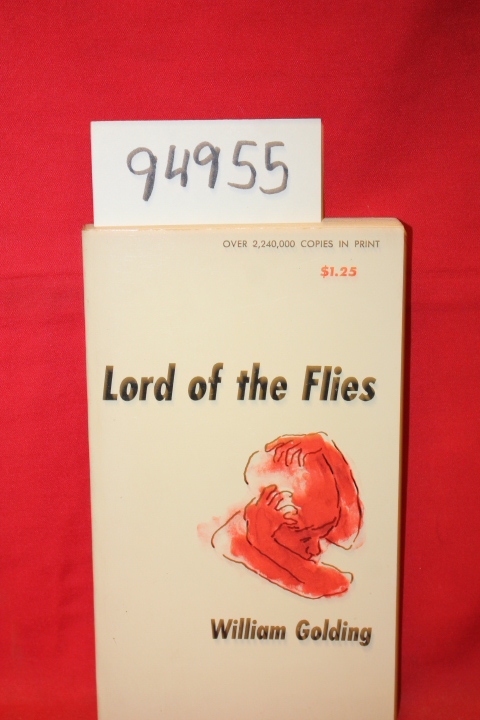 94955
OVER 2,240,000 COPIES IN PRINT
$1.25
Lord of the Flies
William Golding